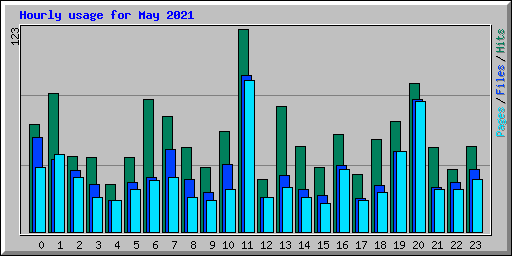 Hourly usage for May 2021
123
Pages / Files / Hits
0 1 2 3 4 5 6 7 8 9 10 11 12 13 14 15 16 17 18 19 20 21 22 23